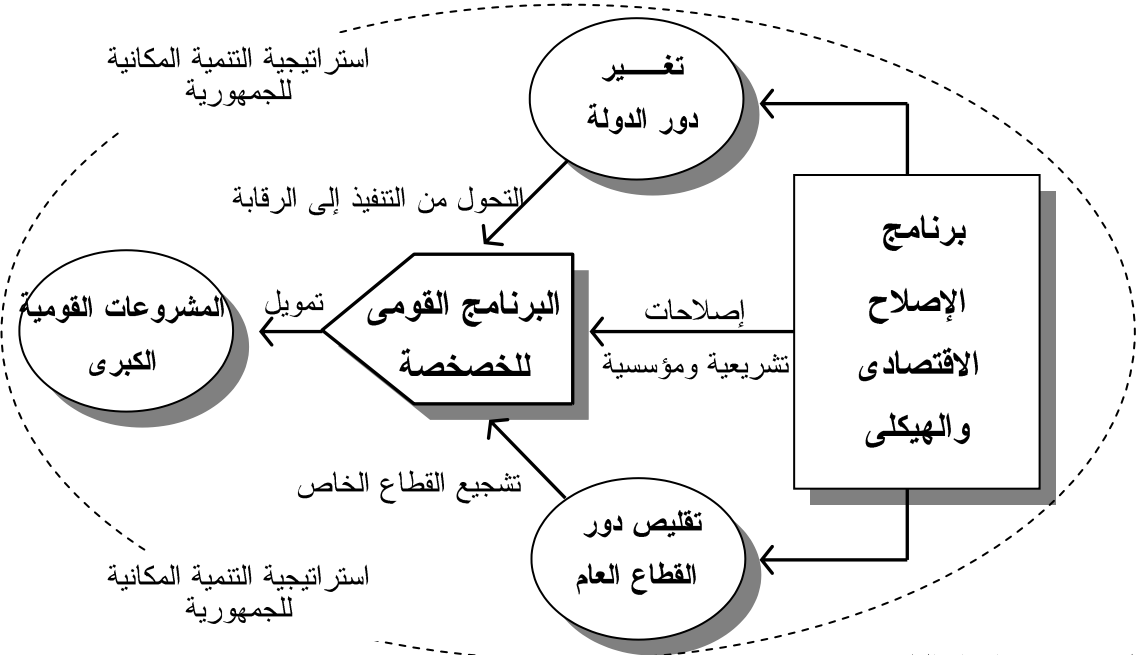 استراتيجية التنمية المكانية
للجمهورية
تغـــــير
دور الدولة
التحول من التنفيذ إلى الرقابة
برنامج
الإصلاح
الاقتصادى
والهيكلى
إصلاحات
تشريعية ومؤسسية
البرنامج القومى
للخصخصة
تمويل
المشروعات القومية
الكبرى
تشجيع القطاع الخاص
تقليص دور
القطاع العام
استراتيجية التنمية المكانية
للجمهورية